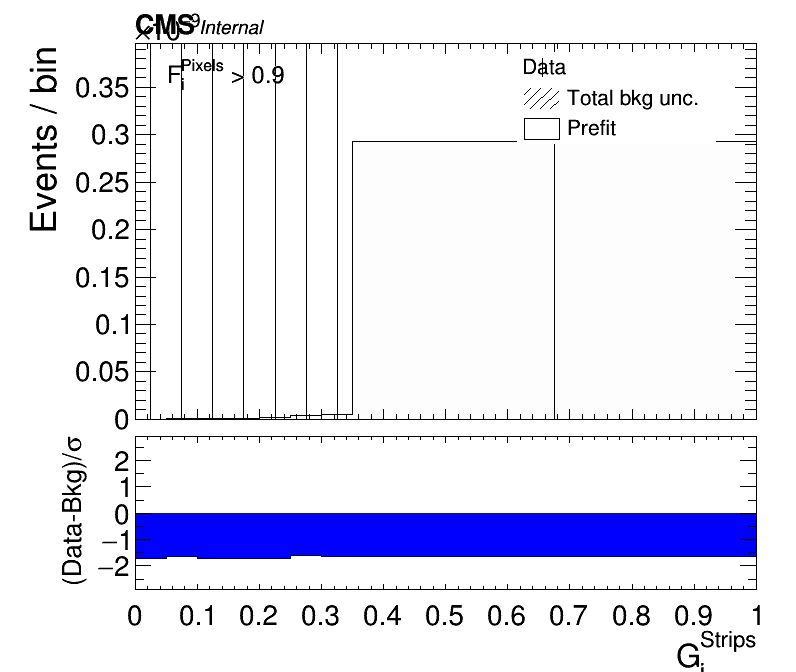 CMS Internal
×10⁻⁹
Events / bin
F_i^Pixels > 0.9
Data
Total bkg unc.
Prefit
0.35
0.3
0.25
0.2
0.15
0.1
0.05
0
(Data-Bkg)/σ
2
1
0
−1
−2
0 0.1 0.2 0.3 0.4 0.5 0.6 0.7 0.8 0.9 1
G_i^Strips